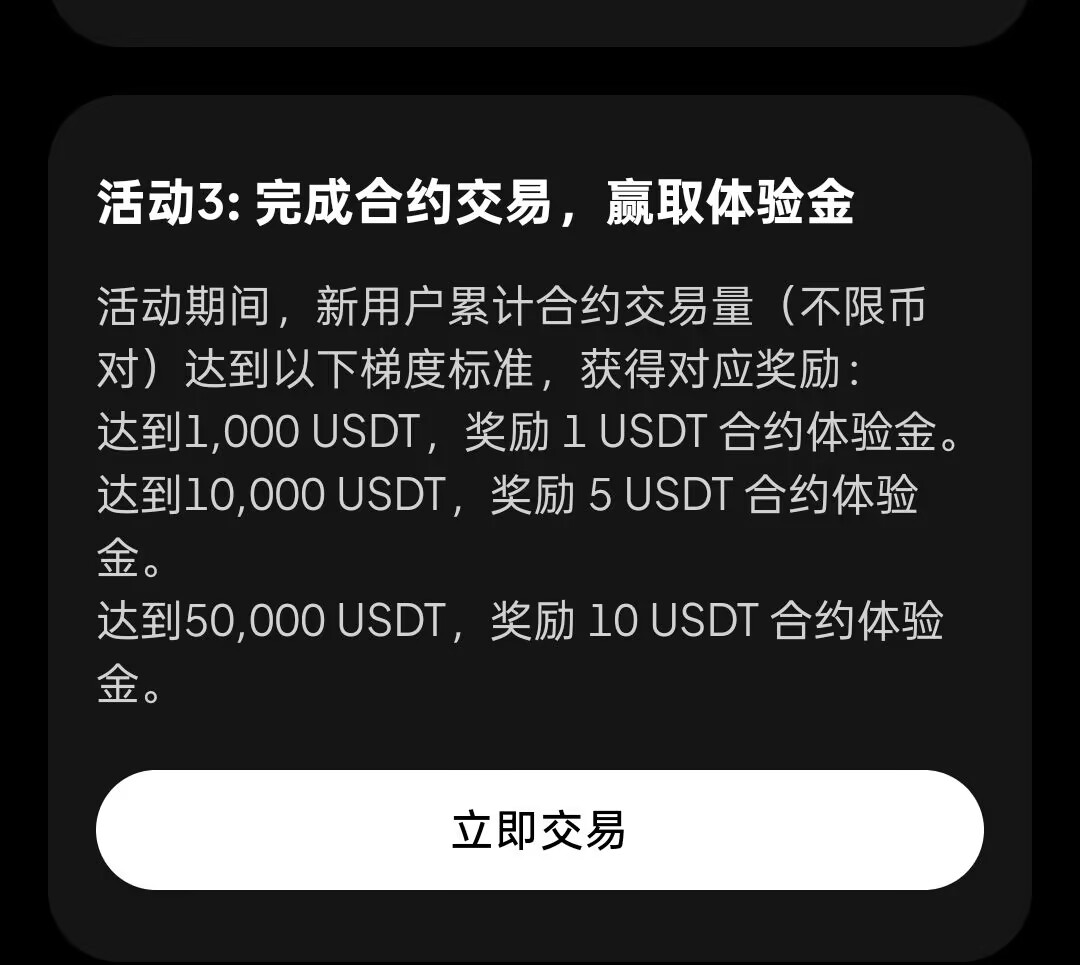 活动3: 完成合约交易，赢取体验金
活动期间，新用户累计合约交易量（不限币
对）达到以下梯度标准，获得对应奖励：
达到1,000 USDT，奖励 1 USDT 合约体验金。
达到10,000 USDT，奖励 5 USDT 合约体验
金。
达到50,000 USDT，奖励 10 USDT 合约体验
金。
立即交易